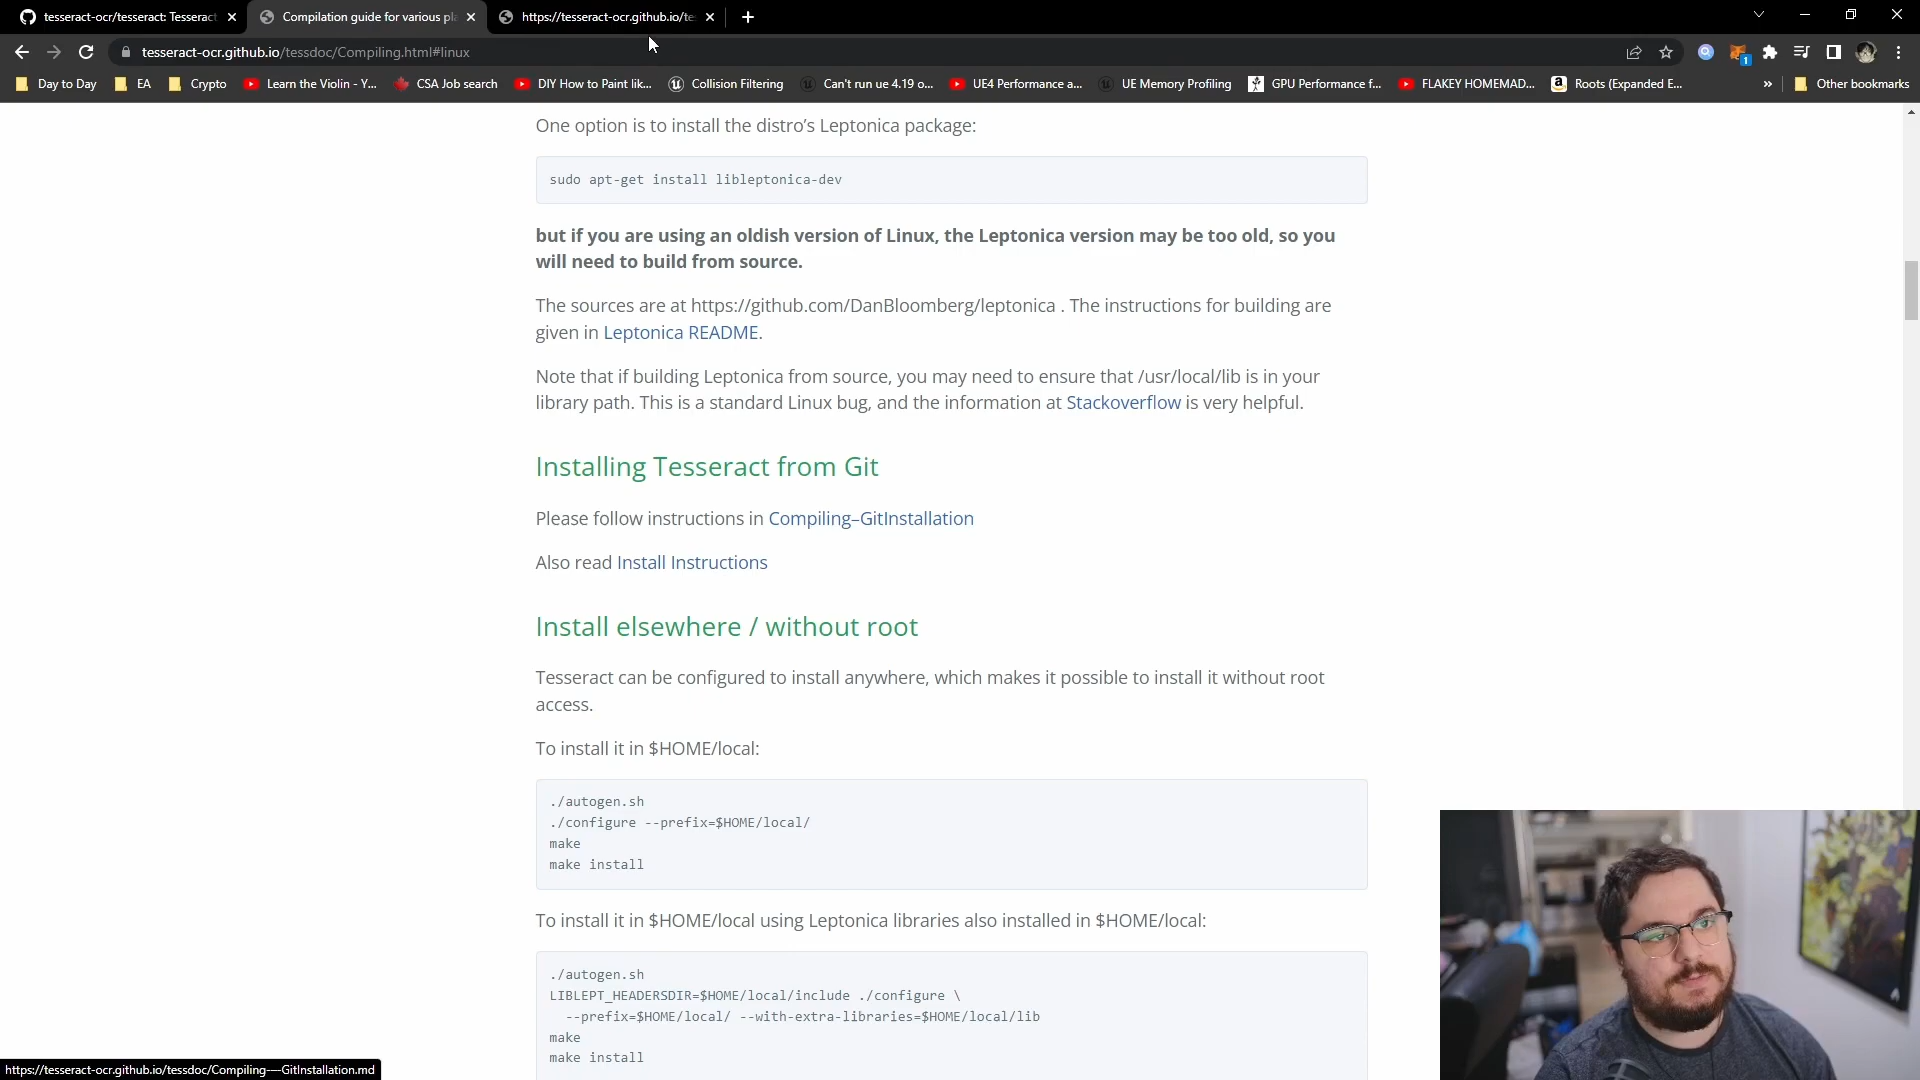 tesseract-ocr/tesseract: Tesseract
Compilation guide for various pla
https://tesseract-ocr.github.io/te
tesseract-ocr.github.io/tessdoc/Compiling.html#linux
1
Day to Day
EA
Crypto
Learn the Violin - Y...
CSA Job search
DIY How to Paint lik...
Collision Filtering
Can't run ue 4.19 o...
UE4 Performance a...
UE Memory Profiling
GPU Performance f...
FLAKEY HOMEMAD...
Roots (Expanded E...
»
Other bookmarks
One option is to install the distro’s Leptonica package:
sudo apt-get install libleptonica-dev
but if you are using an oldish version of Linux, the Leptonica version may be too old, so you
will need to build from source.
The sources are at https://github.com/DanBloomberg/leptonica . The instructions for building are
given in Leptonica README.
Note that if building Leptonica from source, you may need to ensure that /usr/local/lib is in your
library path. This is a standard Linux bug, and the information at Stackoverflow is very helpful.
Installing Tesseract from Git
Please follow instructions in Compiling–GitInstallation
Also read Install Instructions
Install elsewhere / without root
Tesseract can be configured to install anywhere, which makes it possible to install it without root
access.
To install it in $HOME/local:
./autogen.sh
./configure --prefix=$HOME/local/
make
make install
To install it in $HOME/local using Leptonica libraries also installed in $HOME/local:
./autogen.sh
LIBLEPT_HEADERSDIR=$HOME/local/include ./configure \
--prefix=$HOME/local/ --with-extra-libraries=$HOME/local/lib
make
make install
https://tesseract-ocr.github.io/tessdoc/Compiling-–GitInstallation.md